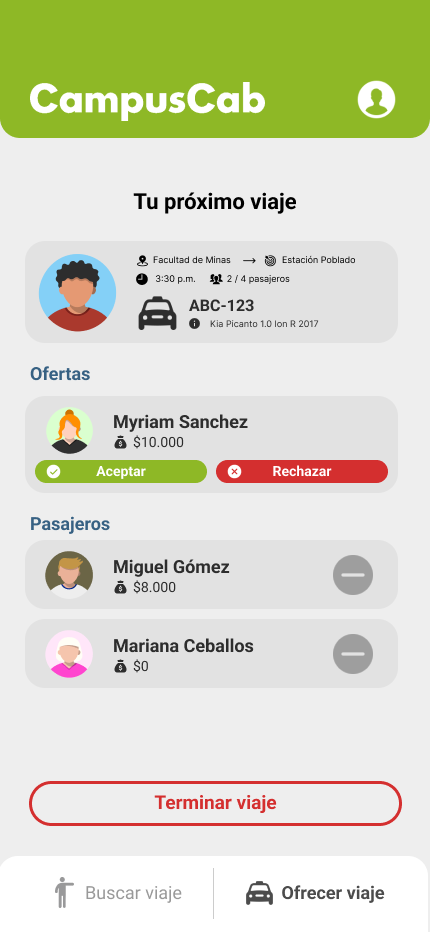 CampusCab
Tu próximo viaje
Facultad de Minas → Estación Poblado
3:30 p.m. 2 / 4 pasajeros
ABC-123
Kia Picanto 1.0 Ion R 2017
Ofertas
Myriam Sanchez
$10.000
Aceptar Rechazar
Pasajeros
Miguel Gómez
$8.000
Mariana Ceballos
$0
Terminar viaje
Buscar viaje Ofrecer viaje